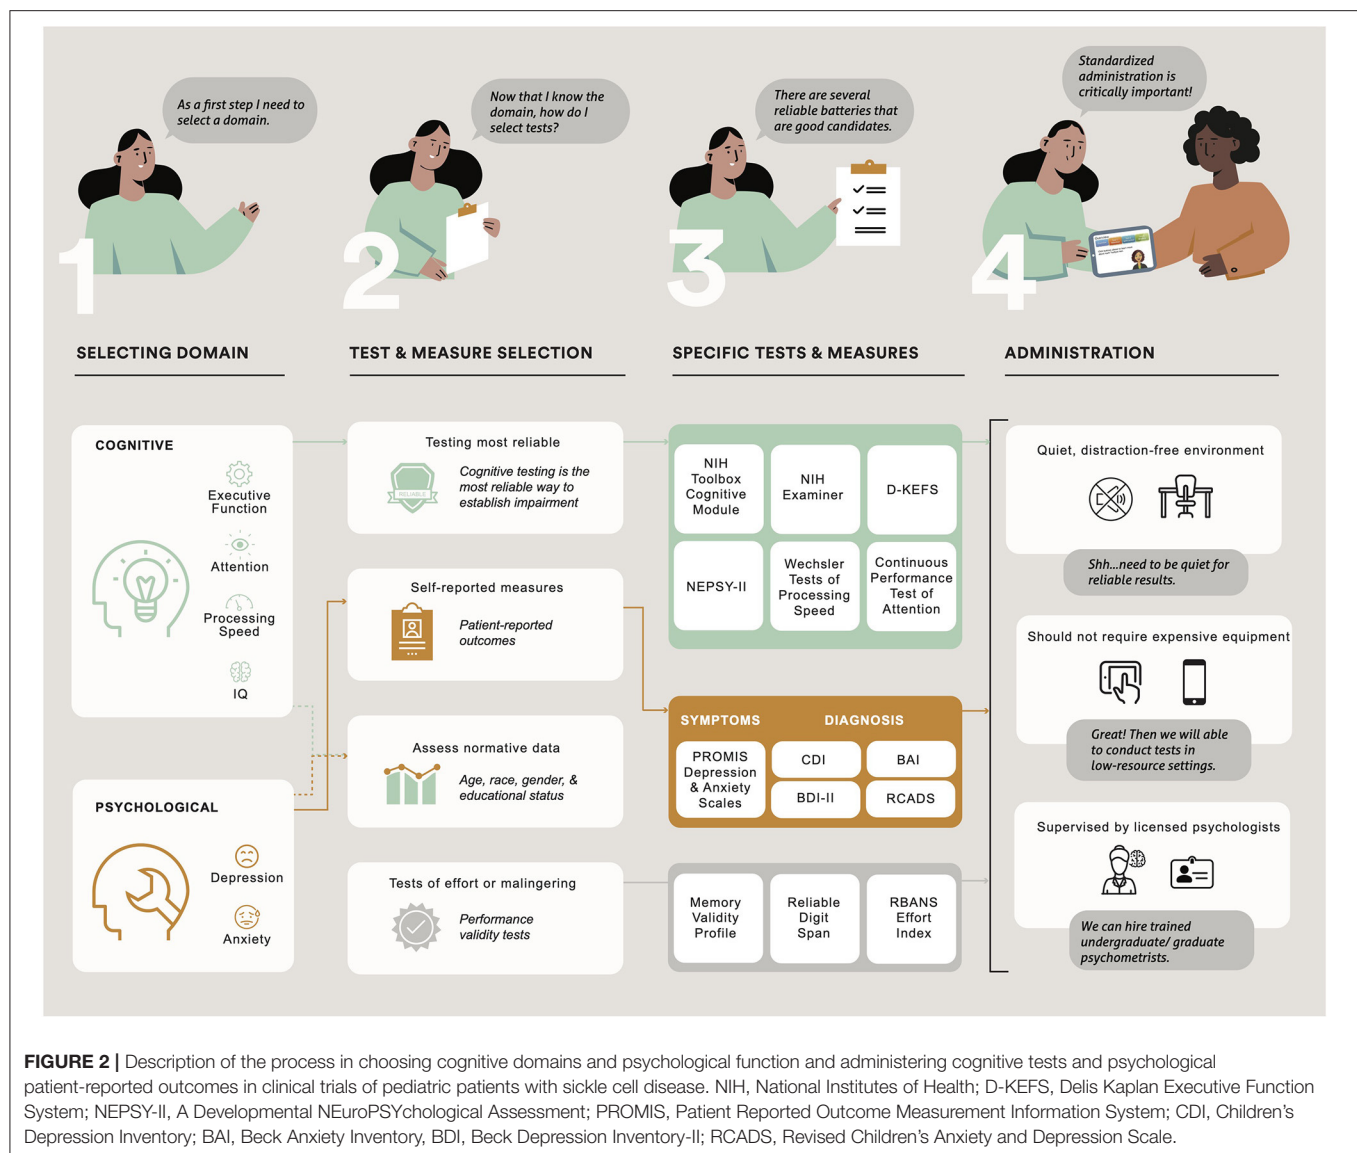 As a first step I need to
select a domain.
Now that I know the
domain, how do I
select tests?
There are several
reliable batteries that
are good candidates.
Standardized
administration is
critically important!
1
2
3
4
SELECTING DOMAIN
TEST & MEASURE SELECTION
SPECIFIC TESTS & MEASURES
ADMINISTRATION
COGNITIVE
Executive
Function
Attention
Processing
Speed
IQ
PSYCHOLOGICAL
Depression
Anxiety
Testing most reliable
RELIABLE
Cognitive testing is the
most reliable way to
establish impairment
Self-reported measures
Patient-reported
outcomes
Assess normative data
Age, race, gender, &
educational status
Tests of effort or malingering
Performance
validity tests
NIH
Toolbox
Cognitive
Module
NIH
Examiner
D-KEFS
NEPSY-II
Wechsler
Tests of
Processing
Speed
Continuous
Performance
Test of
Attention
SYMPTOMS
DIAGNOSIS
PROMIS
Depression
& Anxiety
Scales
CDI
BAI
BDI-II
RCADS
Memory
Validity
Profile
Reliable
Digit
Span
RBANS
Effort
Index
Quiet, distraction-free environment
Shh...need to be quiet for
reliable results.
Should not require expensive equipment
Great! Then we will able
to conduct tests in
low-resource settings.
Supervised by licensed psychologists
We can hire trained
undergraduate/ graduate
psychometrists.
FIGURE 2 | Description of the process in choosing cognitive domains and psychological function and administering cognitive tests and psychological
patient-reported outcomes in clinical trials of pediatric patients with sickle cell disease. NIH, National Institutes of Health; D-KEFS, Delis Kaplan Executive Function
System; NEPSY-II, A Developmental NEuroPSYchological Assessment; PROMIS, Patient Reported Outcome Measurement Information System; CDI, Children's
Depression Inventory; BAI, Beck Anxiety Inventory, BDI, Beck Depression Inventory-II; RCADS, Revised Children's Anxiety and Depression Scale.